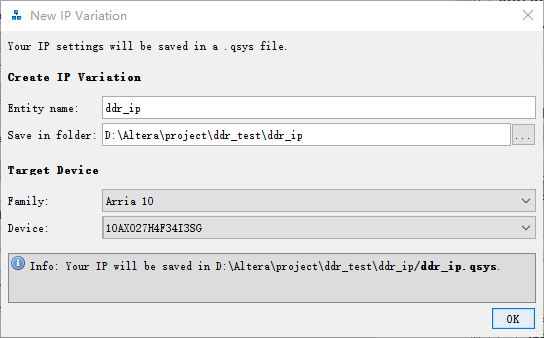 New IP Variation
Your IP settings will be saved in a .qsys file.
Create IP Variation
Entity name: ddr_ip
Save in folder: D:\Altera\project\ddr_test\ddr_ip ...
Target Device
Family: Arria 10
Device: 10AX027H4F34I3SG
Info: Your IP will be saved in D:\Altera\project\ddr_test\ddr_ip/ddr_ip.qsys.
OK